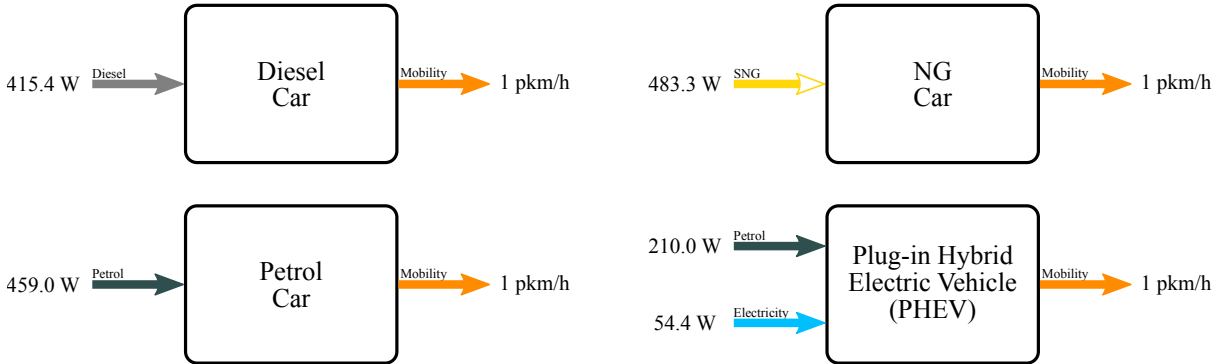 415.4 W
Diesel
Diesel
Car
Mobility
1 pkm/h
483.3 W
SNG
NG
Car
Mobility
1 pkm/h
459.0 W
Petrol
Petrol
Car
Mobility
1 pkm/h
210.0 W
Petrol
54.4 W
Electricity
Plug-in Hybrid
Electric Vehicle
(PHEV)
Mobility
1 pkm/h